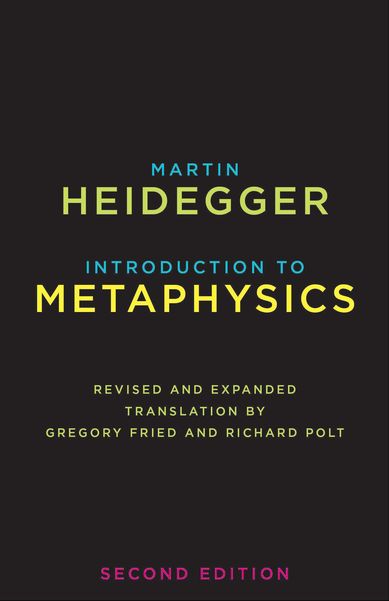 MARTIN
HEIDEGGER
INTRODUCTION TO
METAPHYSICS
REVISED AND EXPANDED
TRANSLATION BY
GREGORY FRIED AND RICHARD POLT
SECOND EDITION